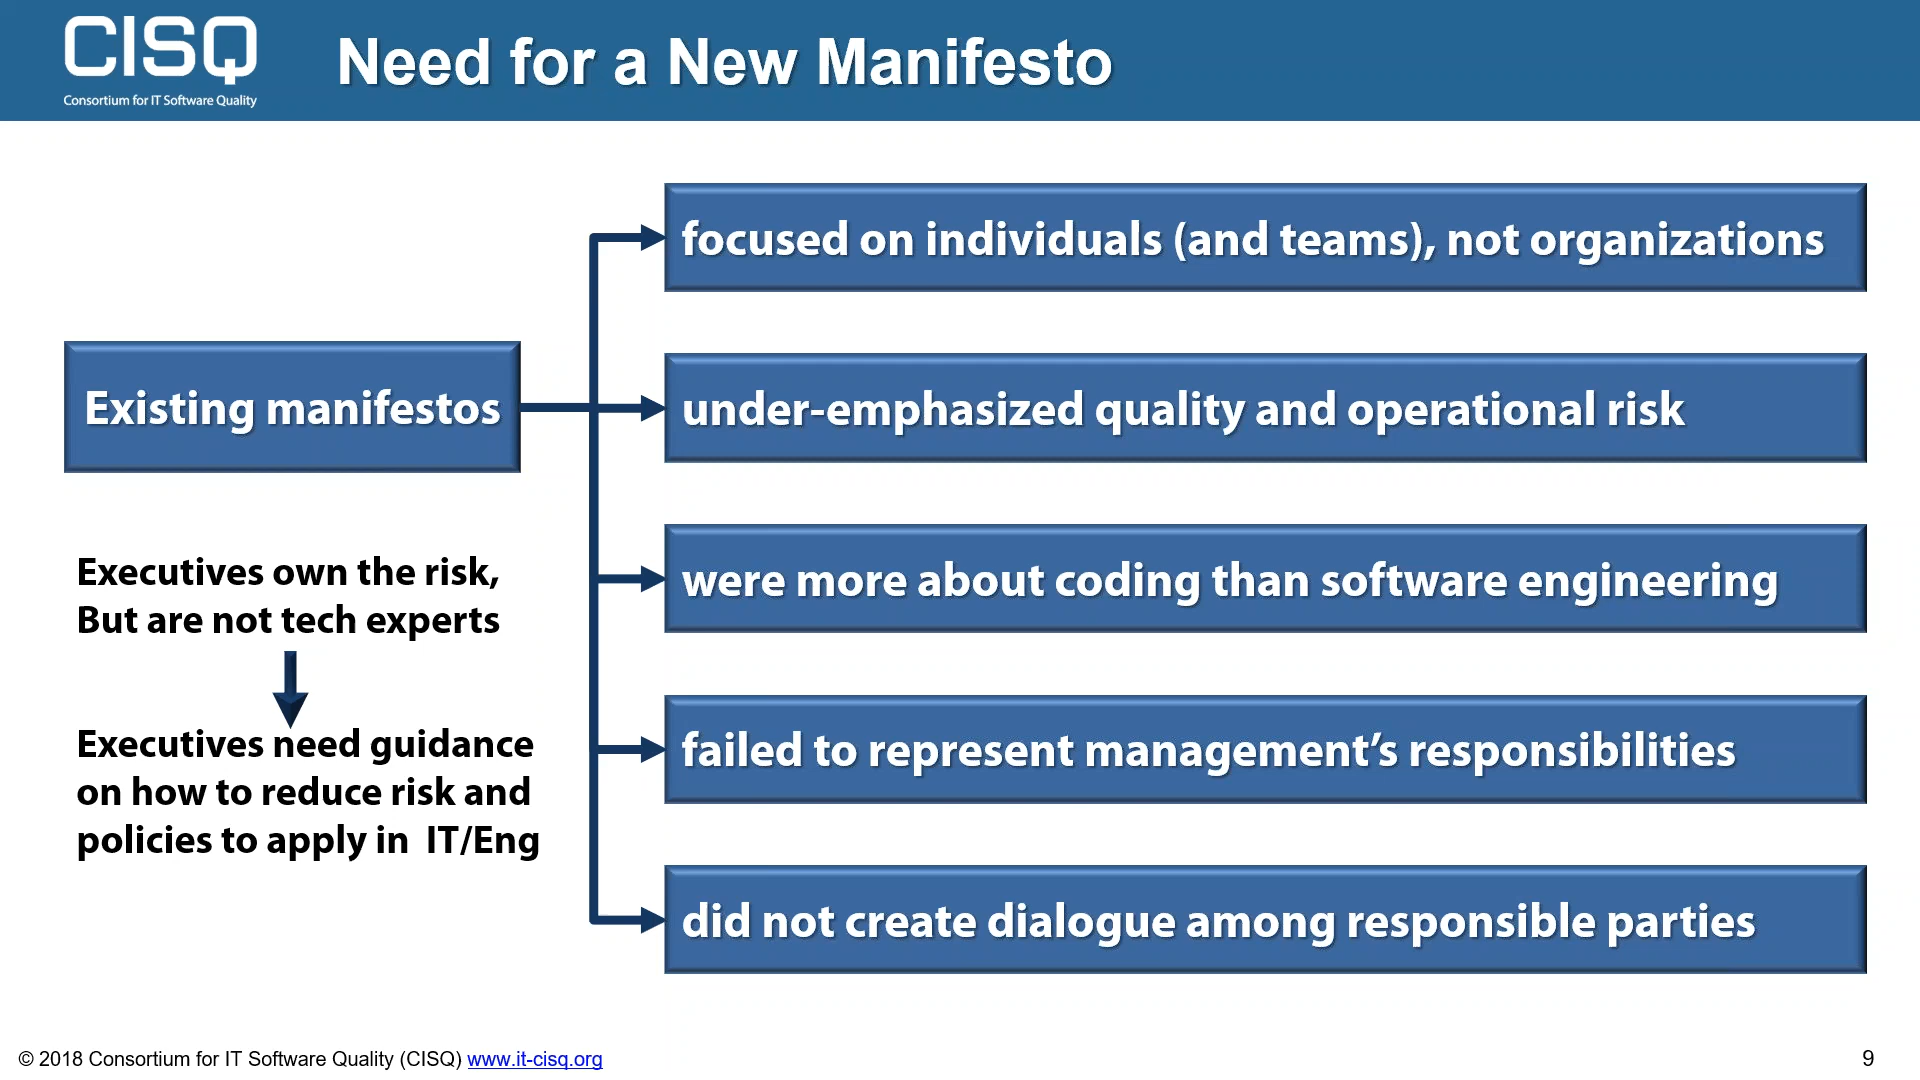 CISQ
Consortium for IT Software Quality
Need for a New Manifesto
Existing manifestos
focused on individuals (and teams), not organizations
under-emphasized quality and operational risk
were more about coding than software engineering
failed to represent management’s responsibilities
did not create dialogue among responsible parties
Executives own the risk,
But are not tech experts
Executives need guidance
on how to reduce risk and
policies to apply in  IT/Eng
© 2018 Consortium for IT Software Quality (CISQ) www.it-cisq.org
9